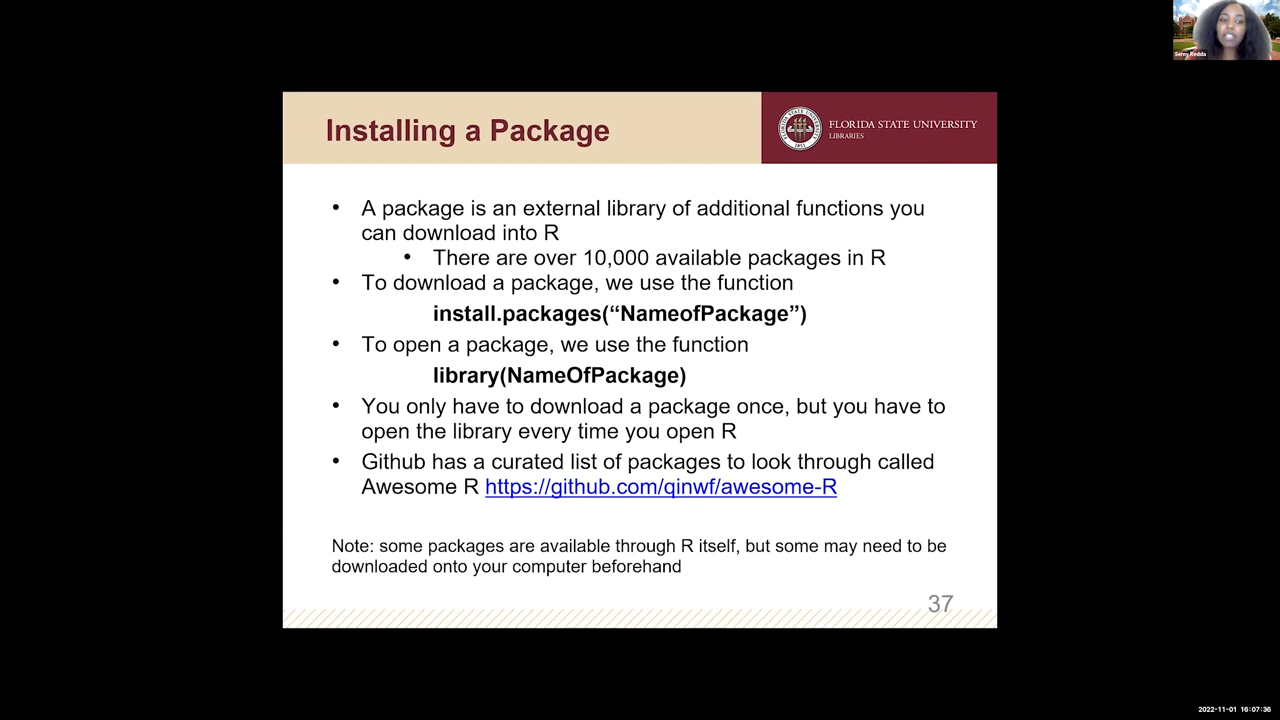 Samy Redda
Installing a Package
FLORIDA STATE UNIVERSITY
LIBRARIES
• A package is an external library of additional functions you
can download into R
• There are over 10,000 available packages in R
• To download a package, we use the function
install.packages(“NameofPackage”)
• To open a package, we use the function
library(NameOfPackage)
• You only have to download a package once, but you have to
open the library every time you open R
• Github has a curated list of packages to look through called
Awesome R https://github.com/qinwf/awesome-R
Note: some packages are available through R itself, but some may need to be
downloaded onto your computer beforehand
37
2022-11-01 16:07:36